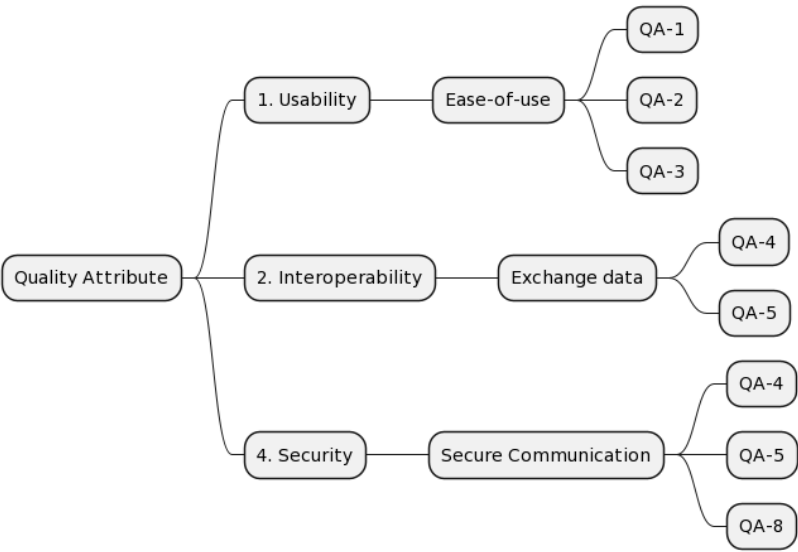 Quality Attribute
1. Usability
Ease-of-use
QA-1
QA-2
QA-3
2. Interoperability
Exchange data
QA-4
QA-5
4. Security
Secure Communication
QA-4
QA-5
QA-8